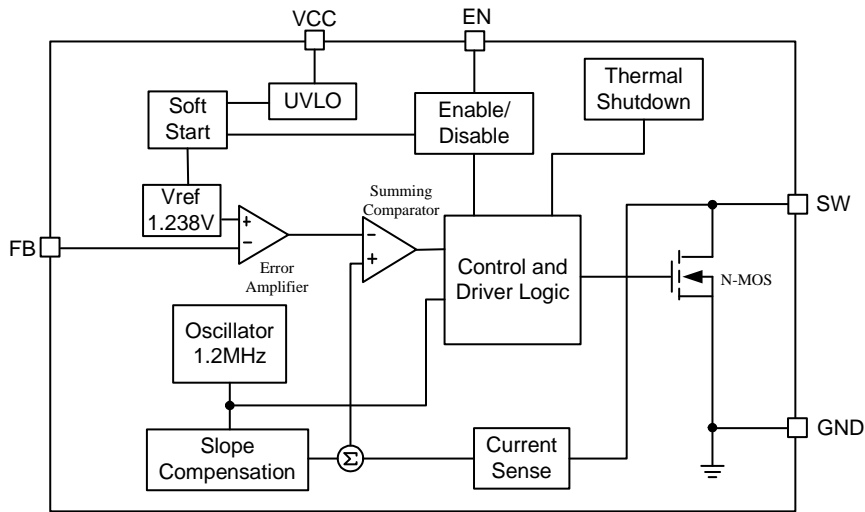 VCC
EN
UVLO
Soft
Start
Enable/
Disable
Thermal
Shutdown
Vref
1.238V
+
−
Error
Amplifier
Summing
Comparator
−
+
Control and
Driver Logic
SW
N-MOS
FB
Oscillator
1.2MHz
Slope
Compensation
Σ
Current
Sense
GND